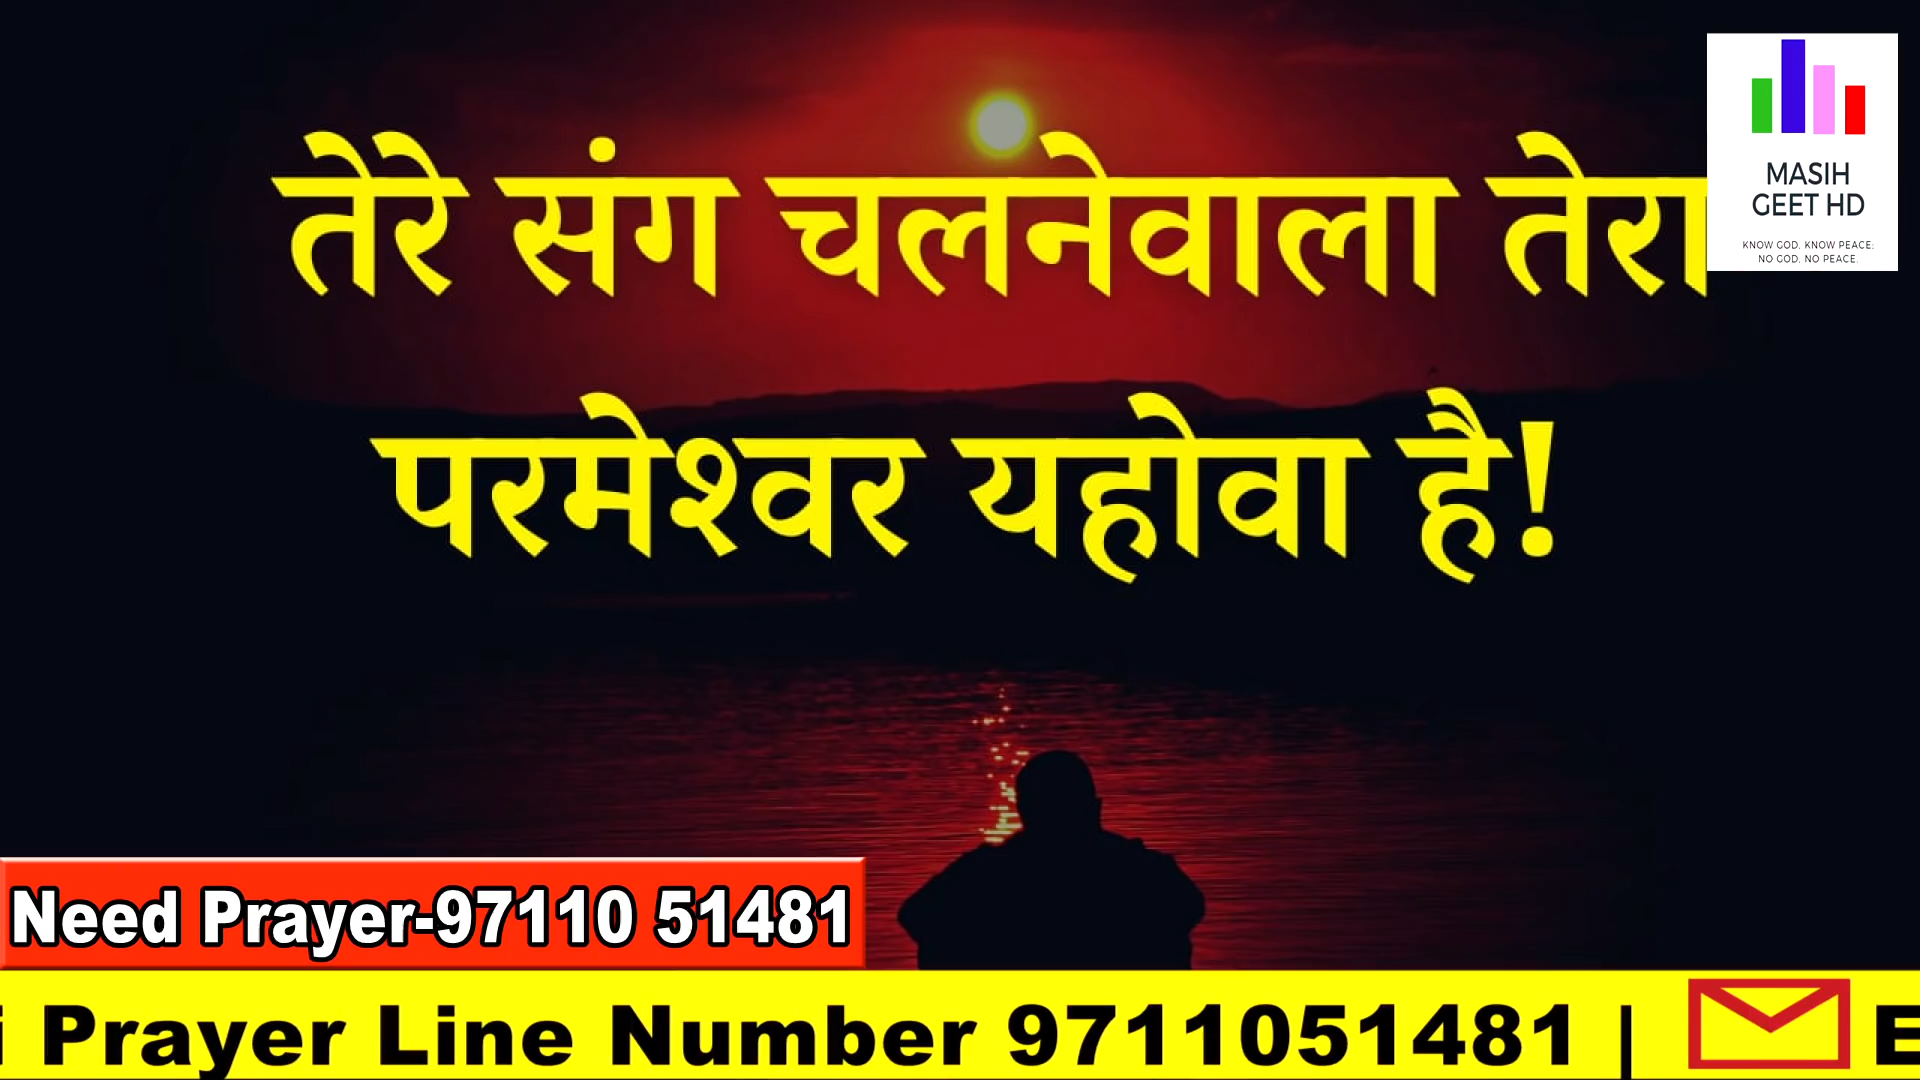 तेरे संग चलनेवाला तेरा
परमेश्वर यहोवा है!
MASIH
GEET HD
KNOW GOD, KNOW PEACE;
NO GOD, NO PEACE.
Need Prayer-97110 51481
i Prayer Line Number 9711051481 | E